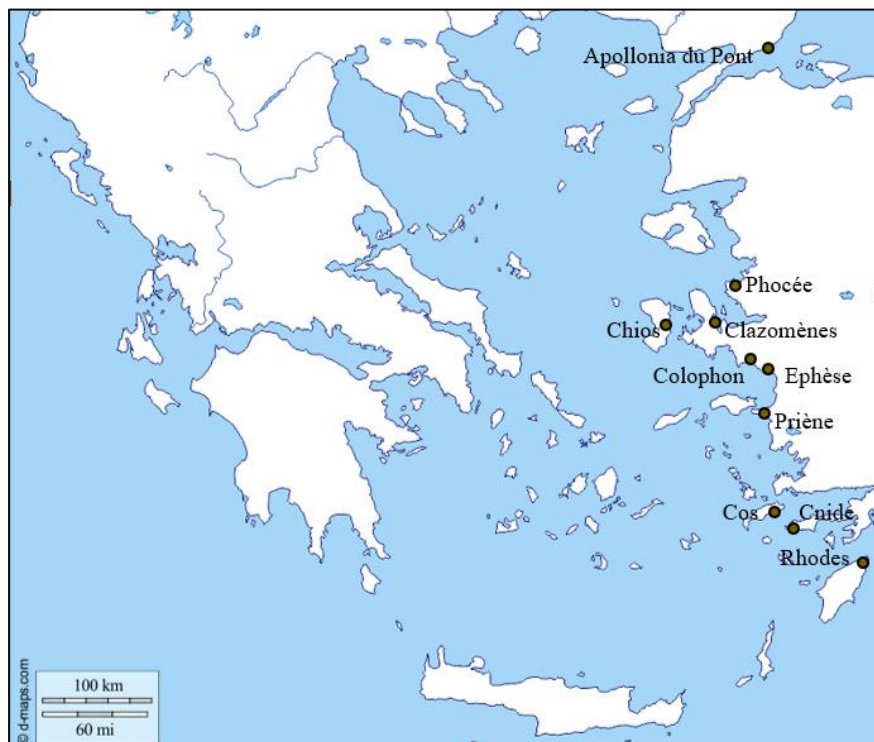 Apollonia du Pont
Phocée
Chios
Clazomènes
Colophon
Ephèse
Priène
Cos
Cnide
Rhodes
© d-maps.com
100 km
60 mi